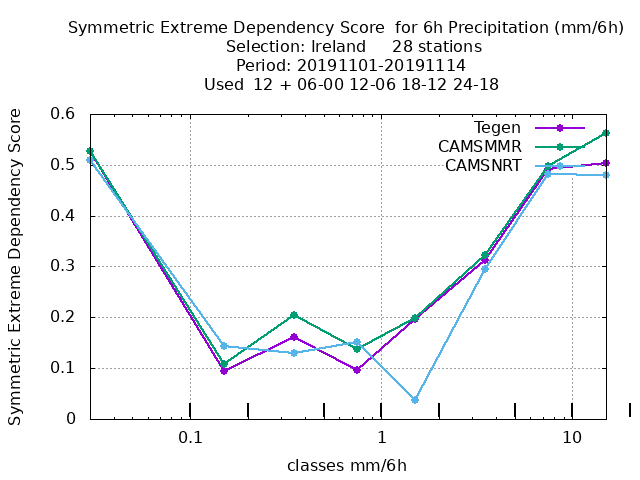 Symmetric Extreme Dependency Score  for 6h Precipitation (mm/6h)
Selection: Ireland     28 stations
Period: 20191101-20191114
Used  12 + 06-00 12-06 18-12 24-18
Symmetric Extreme Dependency Score
0.6
0.5
0.4
0.3
0.2
0.1
0
Tegen
CAMSMMR
CAMSNRT
0.1 1 10
classes mm/6h